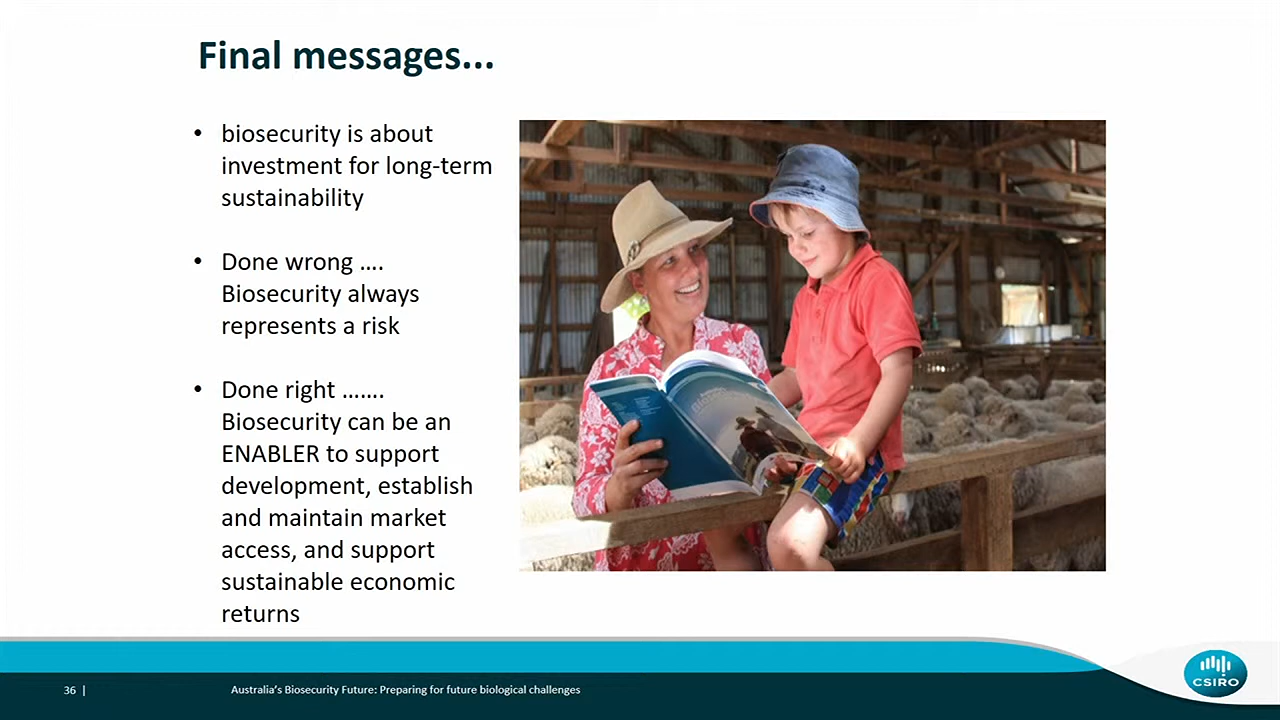 Final messages...
• biosecurity is about
investment for long-term
sustainability
• Done wrong ….
Biosecurity always
represents a risk
• Done right …….
Biosecurity can be an
ENABLER to support
development, establish
and maintain market
access, and support
sustainable economic
returns
36 |
Australia's Biosecurity Future: Preparing for future biological challenges
CSIRO